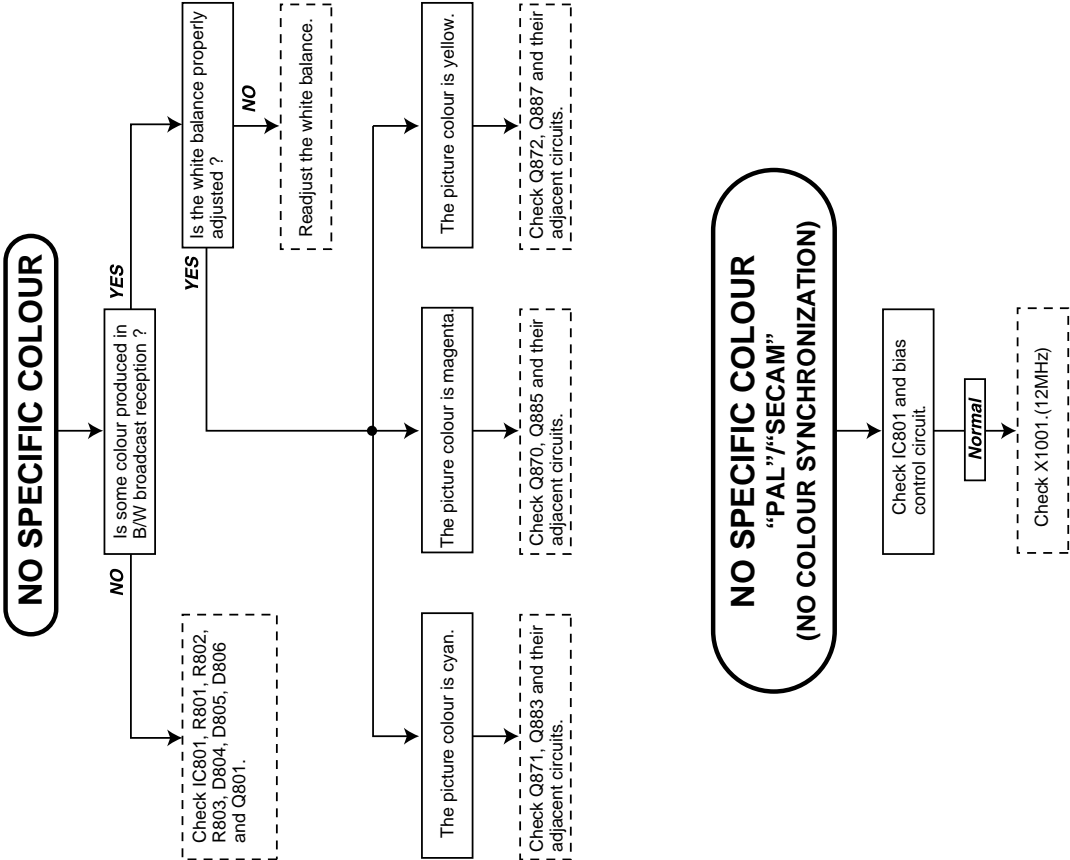 NO SPECIFIC COLOUR
Is some colour produced in
B/W broadcast reception ?
NO
YES
Check IC801, R801, R802,
R803, D804, D805, D806
and Q801.
Is the white balance properly
adjusted ?
YES
NO
Readjust the white balance.
The picture colour is cyan.
The picture colour is magenta.
The picture colour is yellow.
Check Q871, Q883 and their
adjacent circuits.
Check Q870, Q885 and their
adjacent circuits.
Check Q872, Q887 and their
adjacent circuits.
NO SPECIFIC COLOUR
“PAL”/“SECAM”
(NO COLOUR SYNCHRONIZATION)
Check IC801 and bias
control circuit.
Normal
Check X1001.(12MHz)